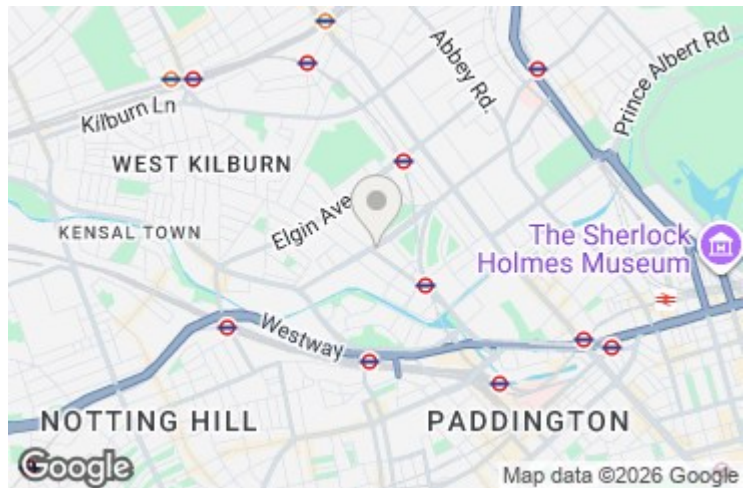 Abbey Rd.
Prince Albert Rd
Kilburn Ln
WEST KILBURN
Elgin Ave
KENSAL TOWN
The Sherlock
Holmes Museum
Westway
NOTTING HILL
PADDINGTON
Google
Map data ©2026 Google